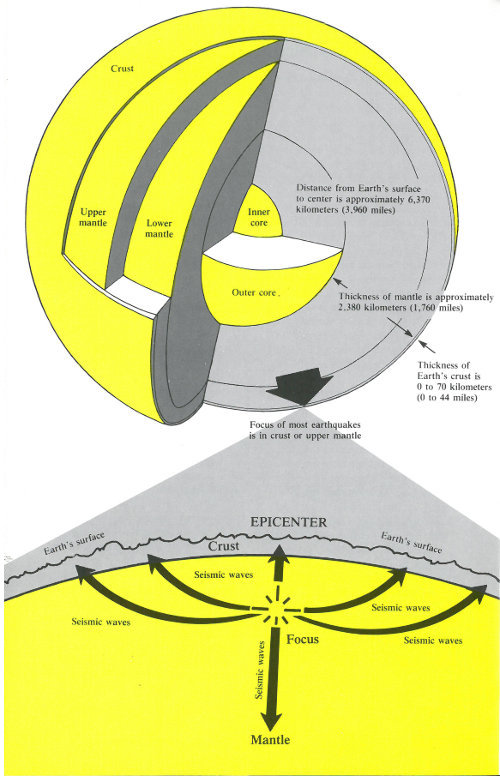 Crust
Upper
mantle
Lower
mantle
Inner
core
Outer core.
Distance from Earth's surface
to center is approximately 6,370
kilometers (3,960 miles)
Thickness of mantle is approximately
2,380 kilometers (1,760 miles)
Thickness of
Earth's crust is
0 to 70 kilometers
(0 to 44 miles)
Focus of most earthquakes
is in crust or upper mantle
EPICENTER
Earth's surface
Earth's surface
Crust
Seismic waves
Seismic waves
Seismic waves
Seismic waves
Focus
Seismic waves
Mantle